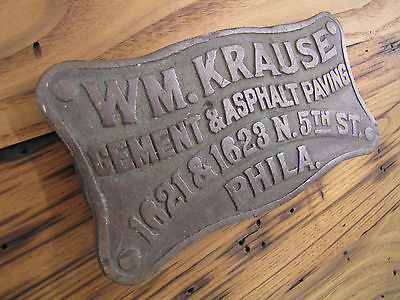 WM. KRAUSE
CEMENT & ASPHALT PAVING
1621 & 1623 N. 5TH ST.
PHILA.